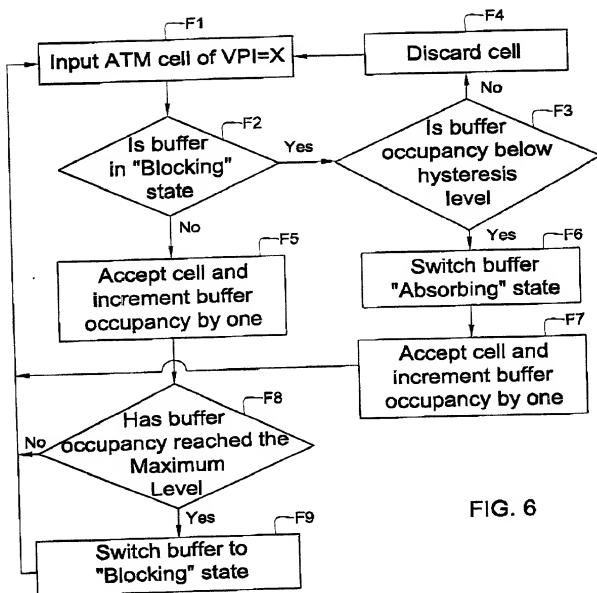 F1
Input ATM cell of VPI=X
F4
Discard cell
No
F2
Is buffer
in "Blocking"
state
Yes
F3
Is buffer
occupancy below
hysteresis
level
No
F5
Accept cell and
increment buffer
occupancy by one
Yes
F6
Switch buffer
"Absorbing" state
F7
Accept cell and
increment buffer
occupancy by one
F8
Has buffer
occupancy reached the
Maximum
Level
No
Yes
F9
Switch buffer to
"Blocking" state
FIG. 6